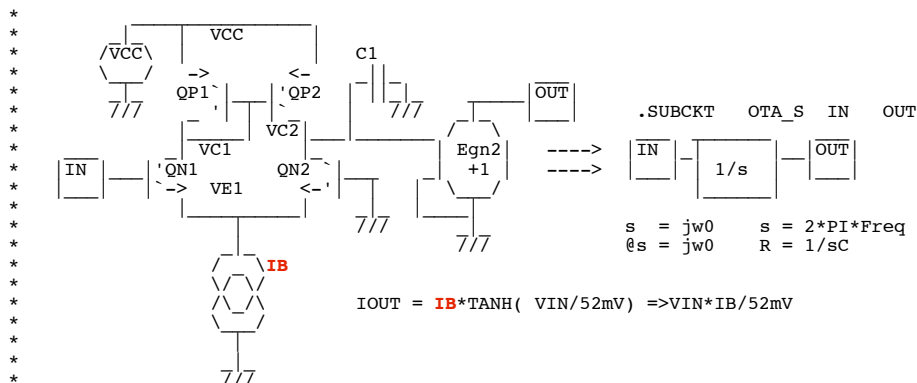 VCC
VCC C1
-> <-
QP1 QP2 OUT
VC2 .SUBCKT OTA_S IN OUT
VC1 Egn2 ----> IN 1/s OUT
IN QN1 QN2 +1 ---->
-> VE1 <-
s = jw0 s = 2*PI*Freq
@s = jw0 R = 1/sC
IB
IOUT = IB*TANH( VIN/52mV) =>VIN*IB/52mV